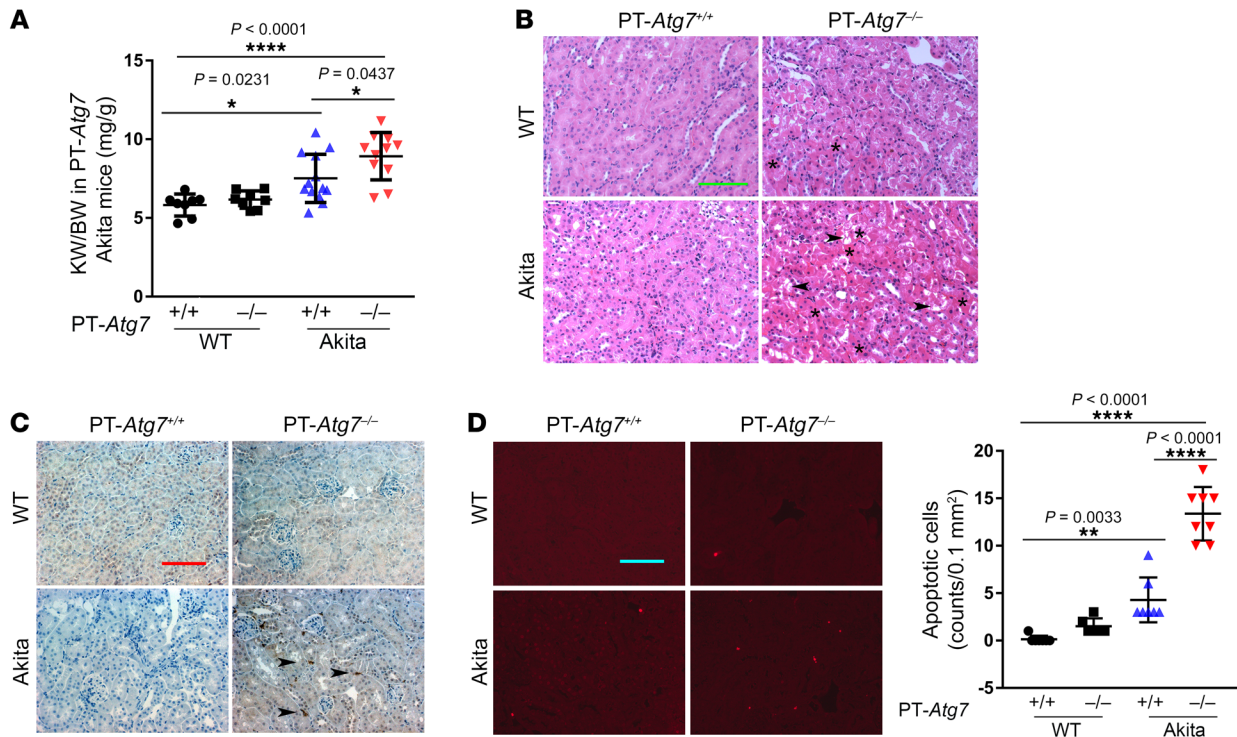 A
P < 0.0001
****
P = 0.0231
*
P = 0.0437
*
KW/BW in PT-Atg7
Akita mice (mg/g)
15
10
5
0
PT-Atg7
+/+
–/–
+/+
–/–
WT
Akita
B
PT-Atg7+/+
PT-Atg7–/–
WT
*
*
Akita
*
*
*
*
*
C
PT-Atg7+/+
PT-Atg7–/–
WT
Akita
D
PT-Atg7+/+
PT-Atg7–/–
WT
Akita
P < 0.0001
****
P < 0.0001
****
P = 0.0033
**
Apoptotic cells
(counts/0.1 mm²)
20
15
10
5
0
-5
PT-Atg7
+/+
–/–
+/+
–/–
WT
Akita